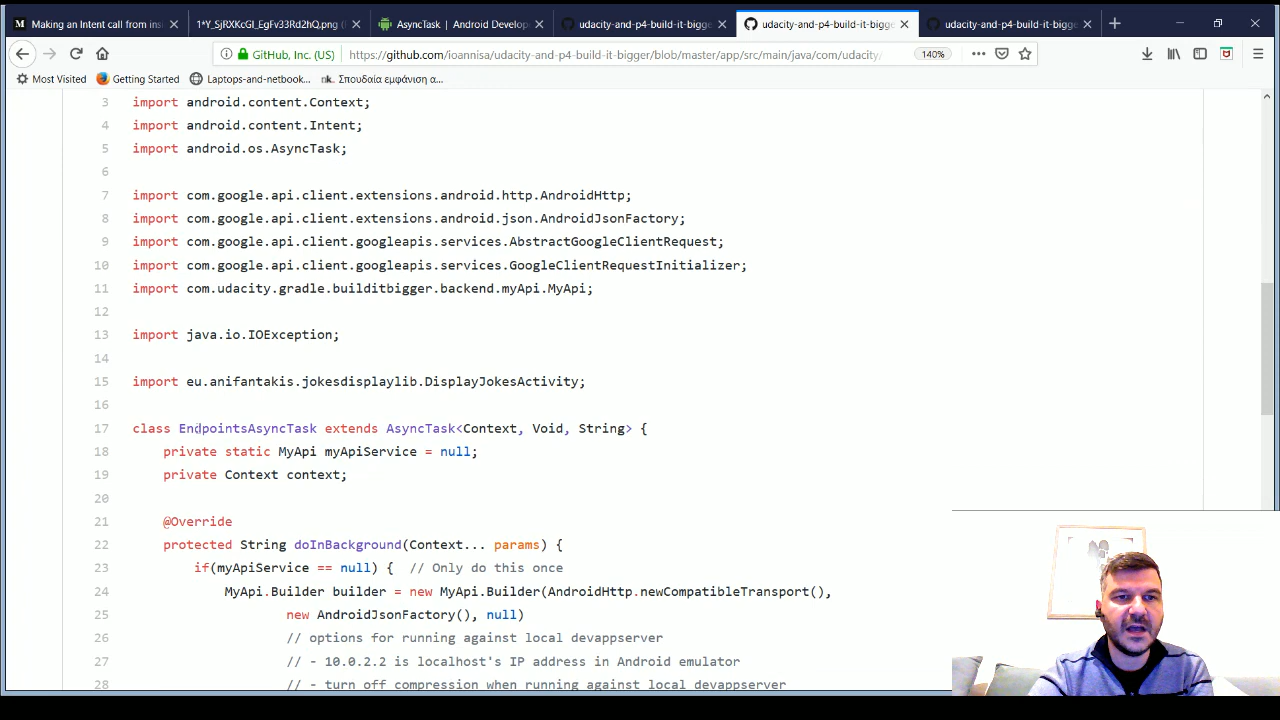 Making an Intent call from ins
1*Y_SjRXKcGI_EgFv33Rd2hQ.png (
AsyncTask | Android Develop
udacity-and-p4-build-it-bigge
udacity-and-p4-build-it-bigge
udacity-and-p4-build-it-bigge
GitHub, Inc. (US)
https://github.com/ioannisa/udacity-and-p4-build-it-bigger/blob/master/app/src/main/java/com/udacity/
140%
Most Visited
Getting Started
Laptops-and-netbook...
nk. Σπουδαία εμφάνιση α...
3 import android.content.Context;
4 import android.content.Intent;
5 import android.os.AsyncTask;
6
7 import com.google.api.client.extensions.android.http.AndroidHttp;
8 import com.google.api.client.extensions.android.json.AndroidJsonFactory;
9 import com.google.api.client.googleapis.services.AbstractGoogleClientRequest;
10 import com.google.api.client.googleapis.services.GoogleClientRequestInitializer;
11 import com.udacity.gradle.builditbigger.backend.myApi.MyApi;
12
13 import java.io.IOException;
14
15 import eu.anifantakis.jokesdisplaylib.DisplayJokesActivity;
16
17 class EndpointsAsyncTask extends AsyncTask<Context, Void, String> {
18 private static MyApi myApiService = null;
19 private Context context;
20
21 @Override
22 protected String doInBackground(Context... params) {
23 if(myApiService == null) { // Only do this once
24 MyApi.Builder builder = new MyApi.Builder(AndroidHttp.newCompatibleTransport(),
25 new AndroidJsonFactory(), null)
26 // options for running against local devappserver
27 // - 10.0.2.2 is localhost's IP address in Android emulator
28 // - turn off compression when running against local devappserver